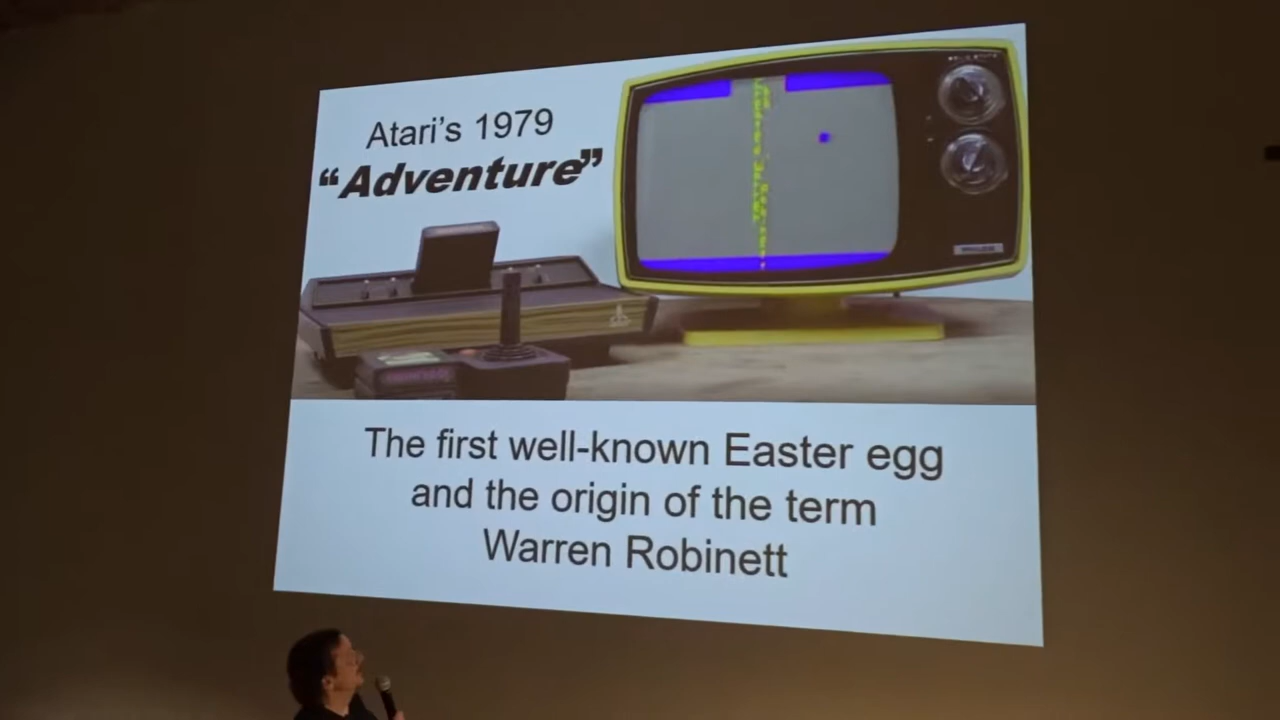 Atari's 1979
“Adventure”
The first well-known Easter egg
and the origin of the term
Warren Robinett